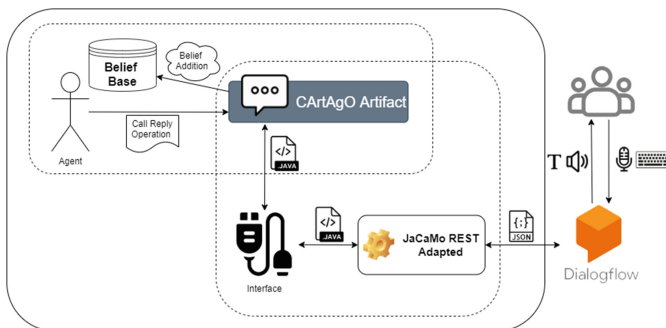 Belief
Base
Belief
Addition
CArtAgO Artifact
Call Reply
Operation
Agent
</>
.JAVA
T
</>
.JAVA
{;}
JSON
JaCaMo REST
Adapted
Interface
Dialogflow